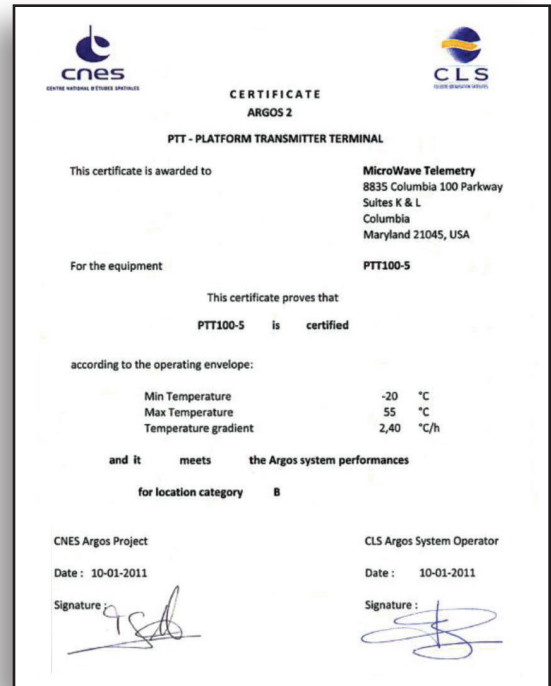 cnes
CENTRE NATIONAL D'ÉTUDES SPATIALES
CLS
CERTIFICATE
ARGOS 2
PTT - PLATFORM TRANSMITTER TERMINAL
This certificate is awarded to
MicroWave Telemetry
8835 Columbia 100 Parkway
Suites K & L
Columbia
Maryland 21045, USA
For the equipment PTT100-5
This certificate proves that
PTT100-5 is certified
according to the operating envelope:
Min Temperature -20 °C
Max Temperature 55 °C
Temperature gradient 2,40 °C/h
and it meets the Argos system performances
for location category B
CNES Argos Project
Date : 10-01-2011
Signature :
CLS Argos System Operator
Date : 10-01-2011
Signature :